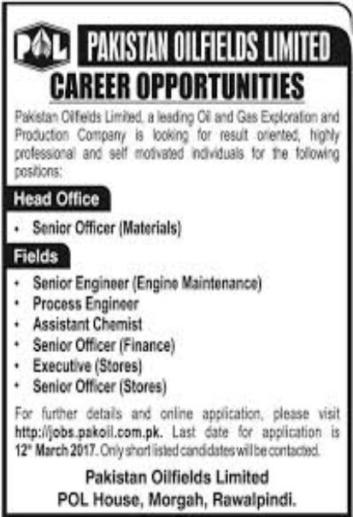 POL PAKISTAN OILFIELDS LIMITED
CAREER OPPORTUNITIES
Pakistan Oilfields Limited, a leading Oil and Gas Exploration and
Production Company is looking for result oriented, highly
professional and self motivated individuals for the following
positions:
Head Office
• Senior Officer (Materials)
Fields
• Senior Engineer (Engine Maintenance)
• Process Engineer
• Assistant Chemist
• Senior Officer (Finance)
• Executive (Stores)
• Senior Officer (Stores)
For further details and online application, please visit
http://jobs.pakoil.com.pk. Last date for application is
12th March 2017. Only short listed candidates will be contacted.
Pakistan Oilfields Limited
POL House, Morgah, Rawalpindi.